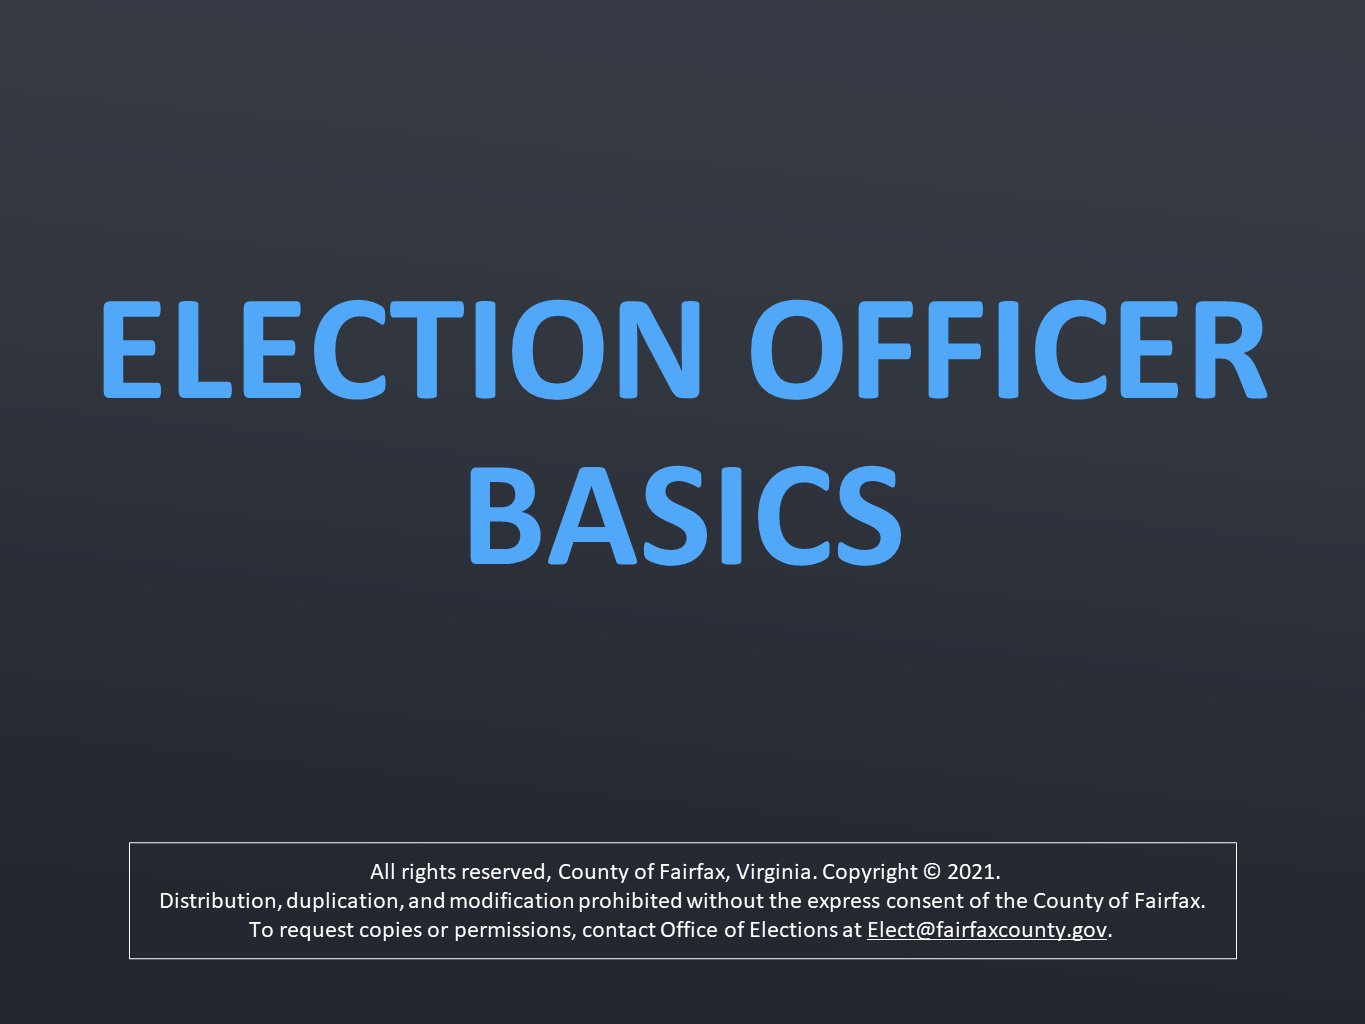 ELECTION OFFICER
BASICS
All rights reserved, County of Fairfax, Virginia. Copyright © 2021.
Distribution, duplication, and modification prohibited without the express consent of the County of Fairfax.
To request copies or permissions, contact Office of Elections at Elect@fairfaxcounty.gov.